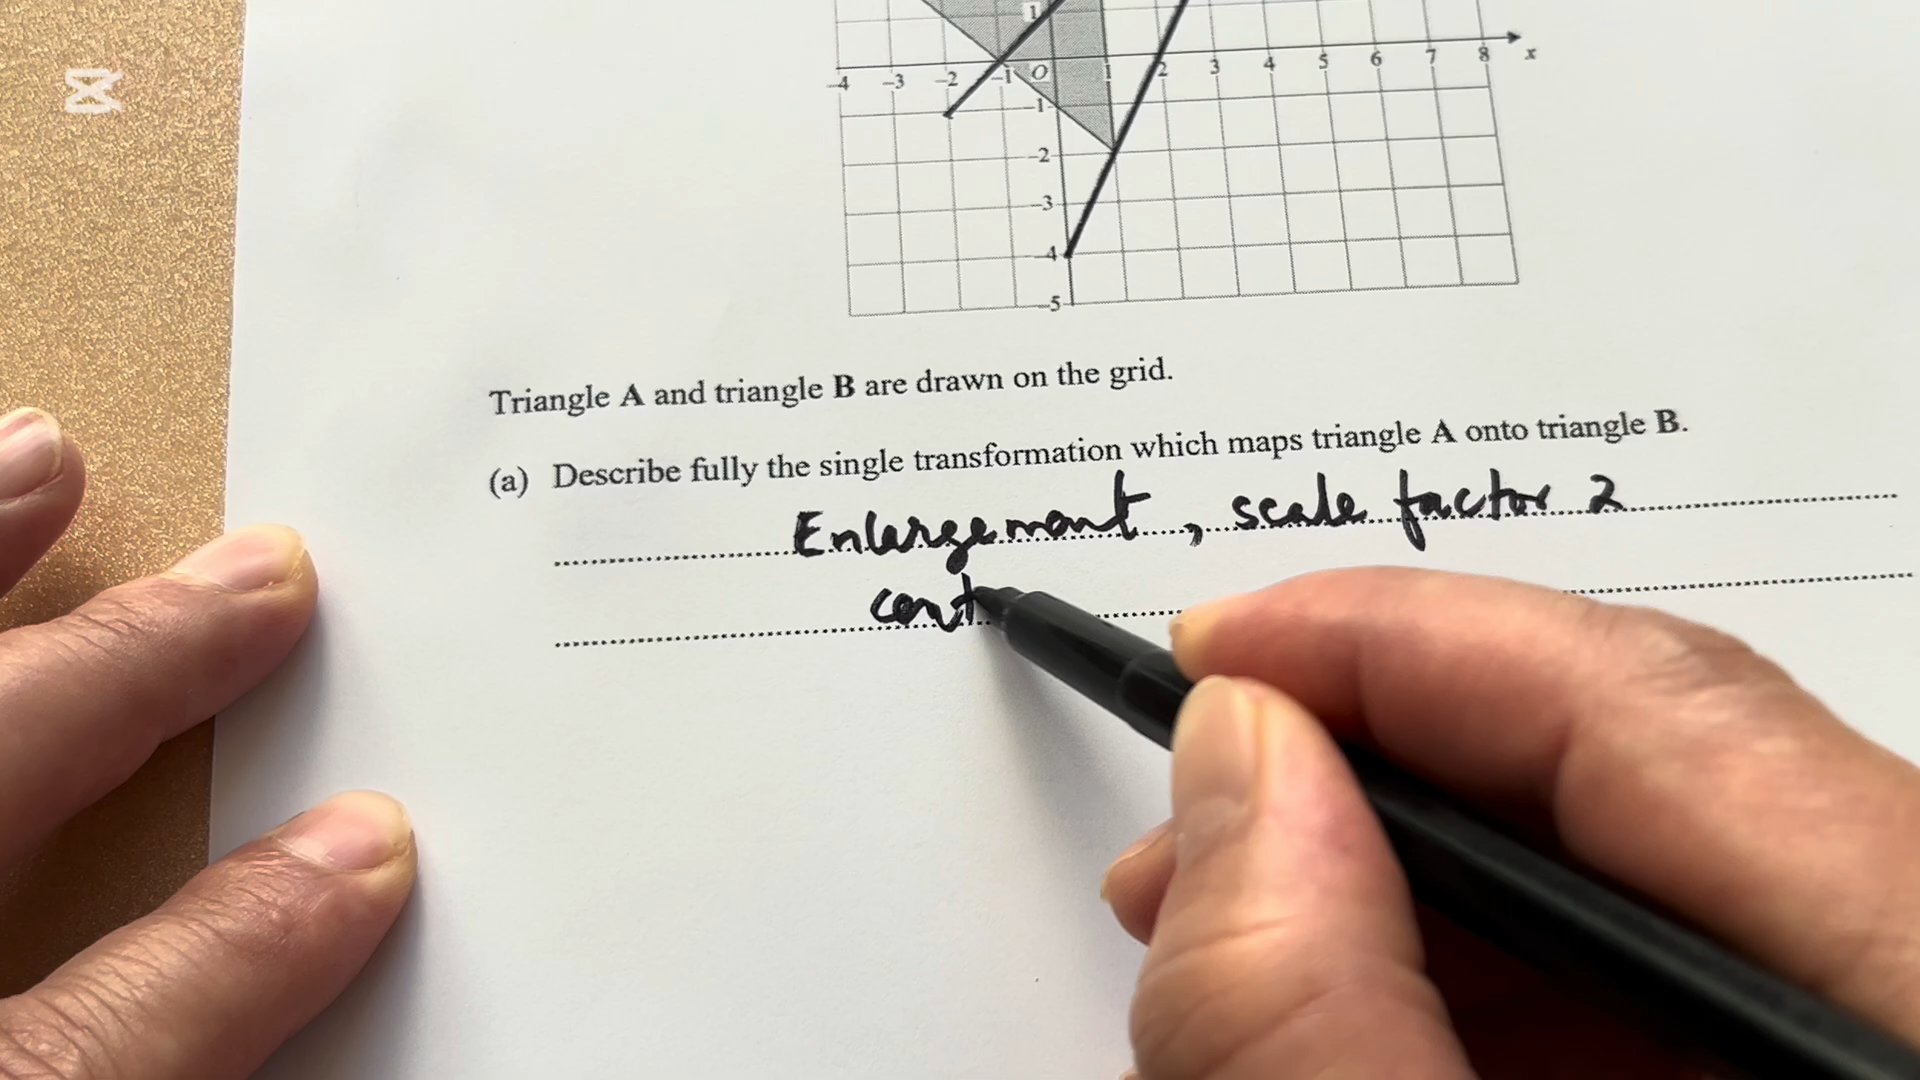 1
-4 -3 -2 -1 O 1 2 3 4 5 6 7 8 x
-1
-2
-3
-4
-5
Triangle A and triangle B are drawn on the grid.
(a) Describe fully the single transformation which maps triangle A onto triangle B.
Enlargement, scale factor 2
cent